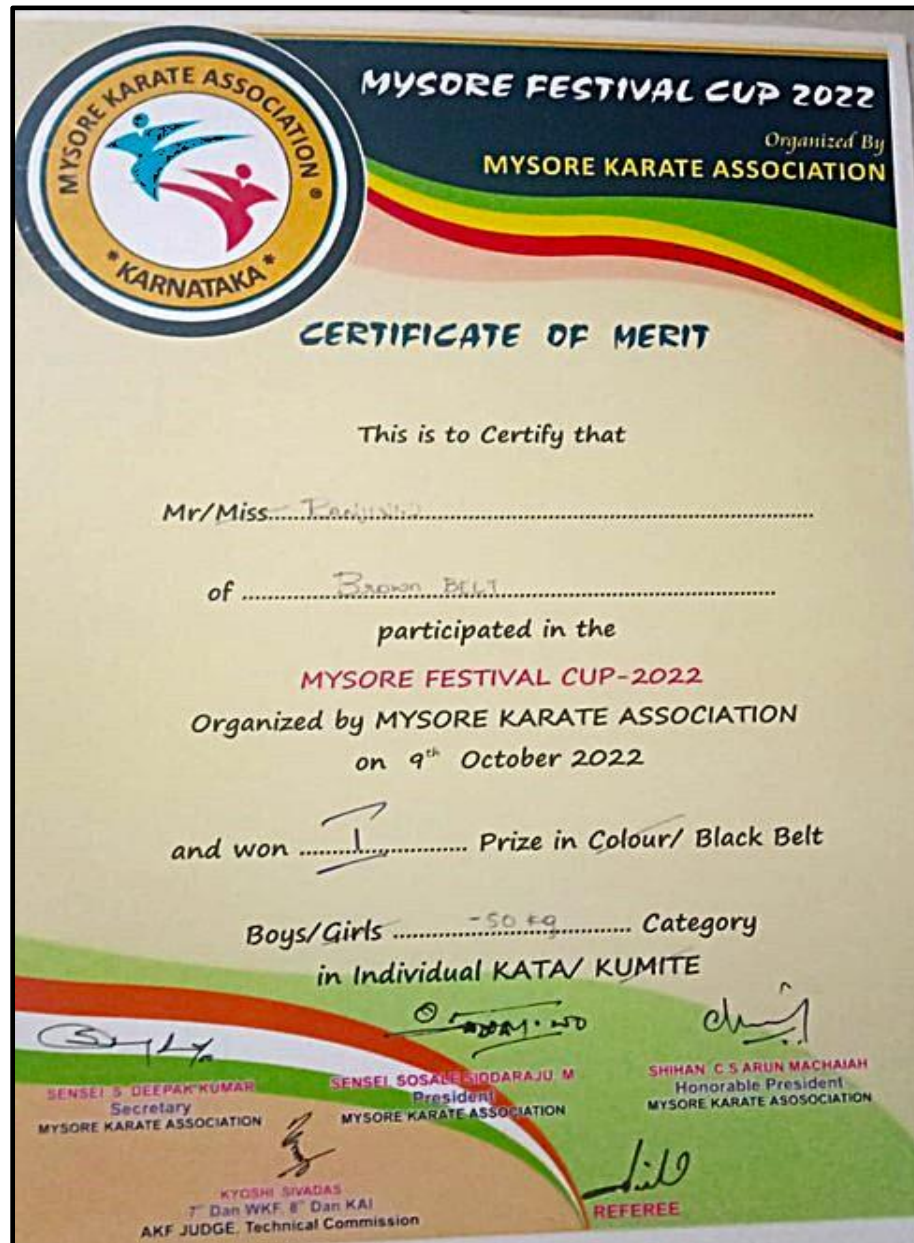 MYSORE KARATE ASSOCIATION ®
* KARNATAKA *
MYSORE FESTIVAL CUP 2022
Organized By
MYSORE KARATE ASSOCIATION
CERTIFICATE OF MERIT
This is to Certify that
Mr/Miss
of Brown BELT
participated in the
MYSORE FESTIVAL CUP-2022
Organized by MYSORE KARATE ASSOCIATION
on 9th October 2022
and won I Prize in Colour/ Black Belt
Boys/Girls -50 kg Category
in Individual KATA/ KUMITE
SENSEI S DEEPAK KUMAR
Secretary
MYSORE KARATE ASSOCIATION
SENSEI SOSALE SIDDARAJU M
President
MYSORE KARATE ASSOCIATION
SHIHAN C S ARUN MACHAIAH
Honorable President
MYSORE KARATE ASOSOCIATION
KYOSHI SIVADAS
7th Dan WKF, 8th Dan KAI
AKF JUDGE, Technical Commission
REFEREE